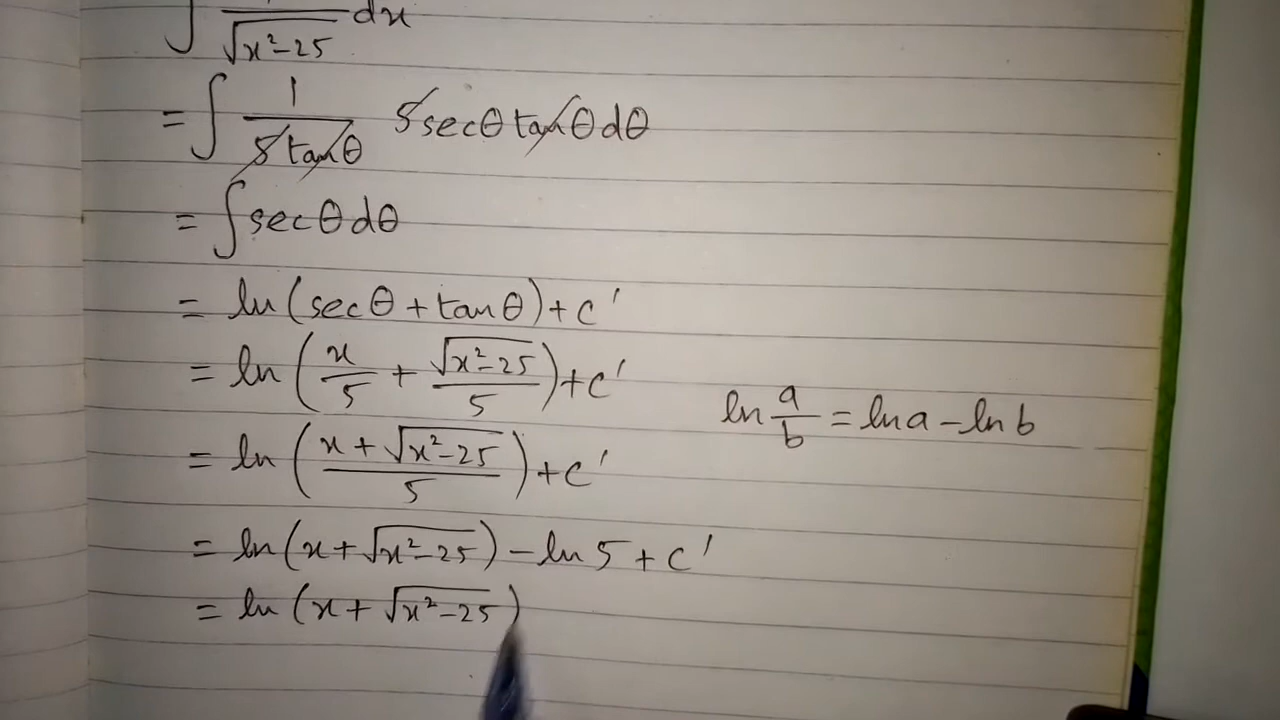 ∫ 1/√(x²-25) dx
= ∫ 1/(5 tanθ) 5 secθ tanθ dθ
= ∫ secθ dθ
= ln (secθ + tanθ) + c'
= ln (x/5 + √(x²-25)/5) + c'
ln a/b = ln a - ln b
= ln ((x + √(x²-25))/5) + c'
= ln (x + √(x²-25)) - ln 5 + c'
= ln (x + √(x²-25))